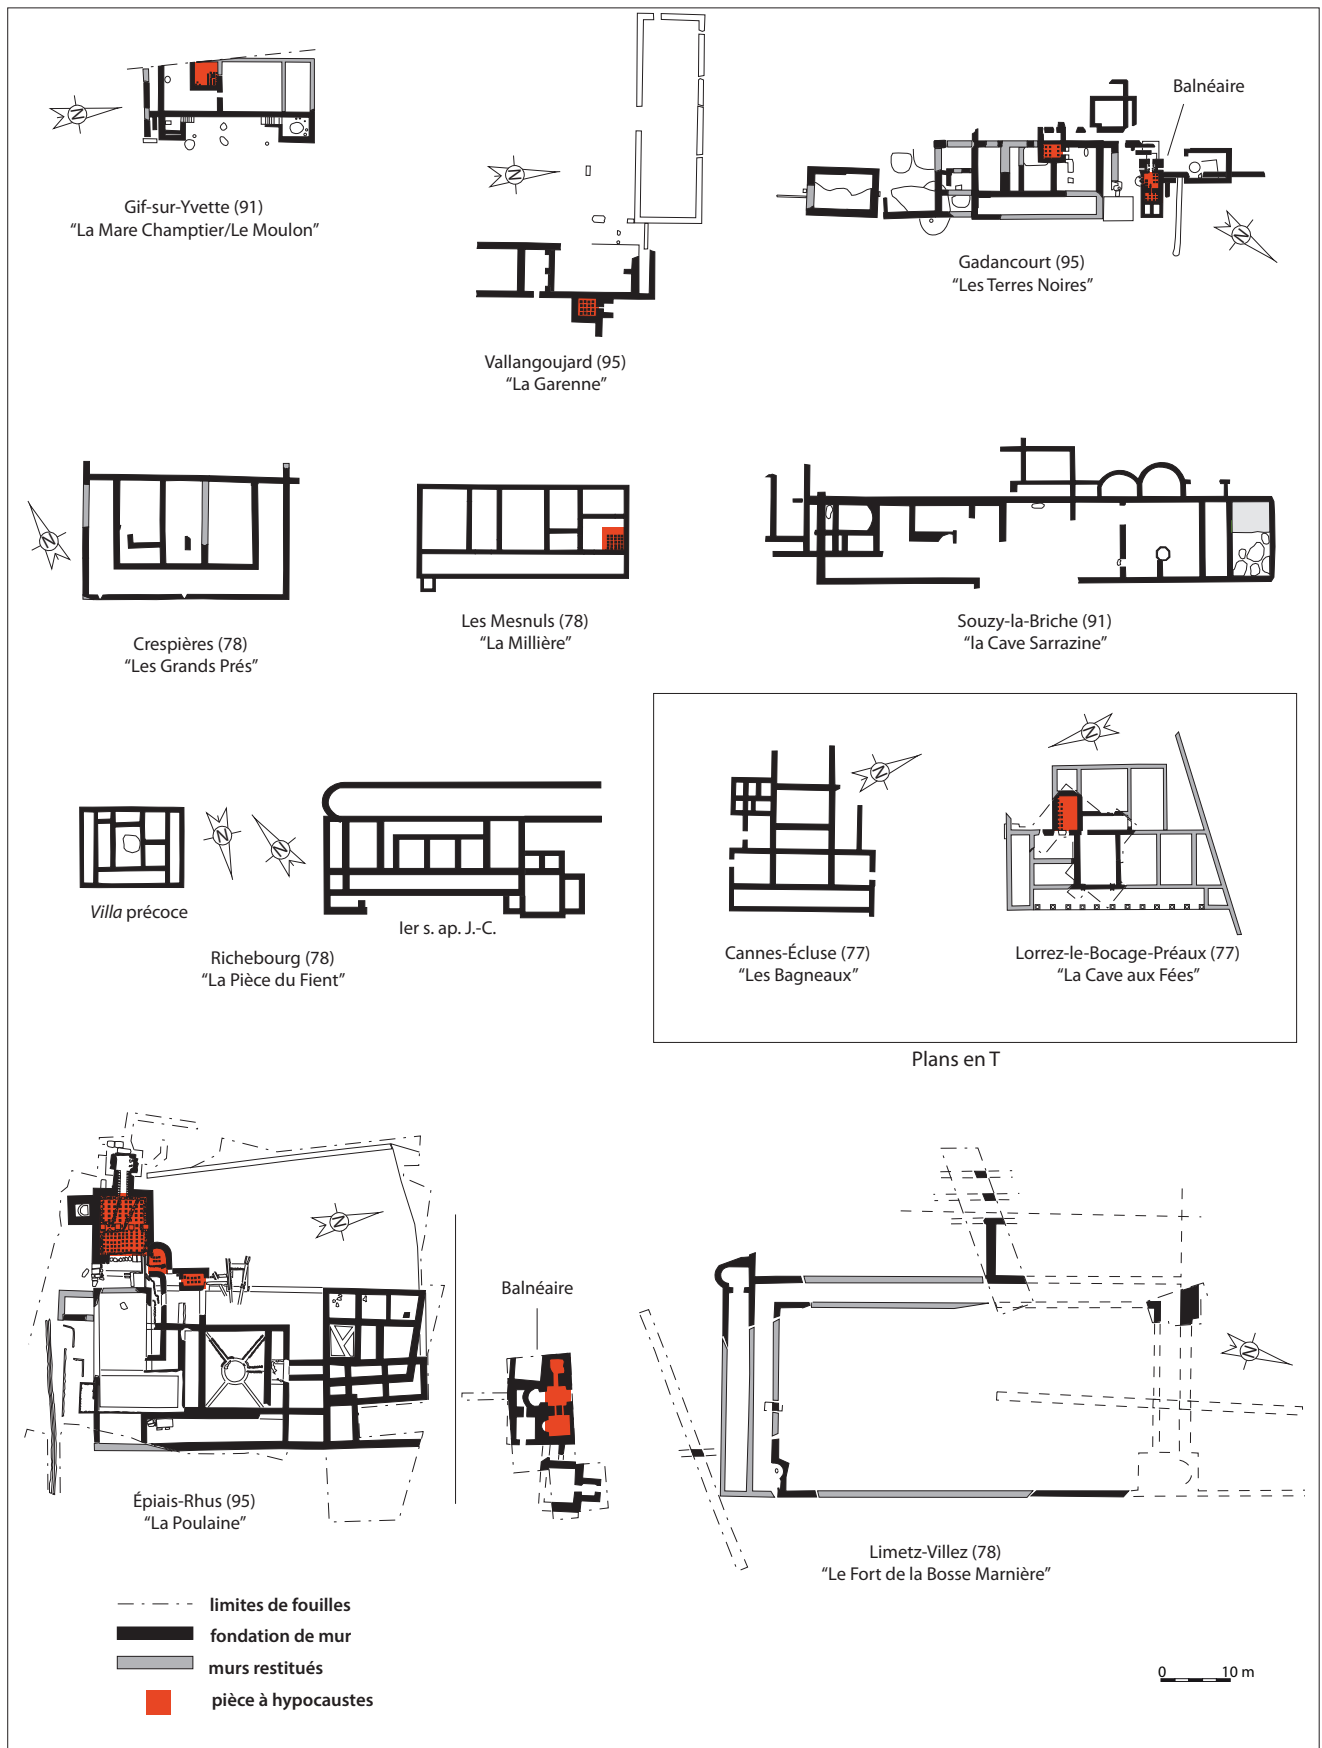 Balnéaire
N
N
N
N
Gif-sur-Yvette (91)
“La Mare Champtier/Le Moulon”
Gadancourt (95)
“Les Terres Noires”
Vallangoujard (95)
“La Garenne”
N
Crespières (78)
“Les Grands Prés”
Les Mesnuls (78)
“La Millière”
Souzy-la-Briche (91)
“la Cave Sarrazine”
N
N
N
N
Villa précoce
Ier s. ap. J.-C.
Richebourg (78)
“La Pièce du Fient”
Cannes-Écluse (77)
“Les Bagneaux”
Lorrez-le-Bocage-Préaux (77)
“La Cave aux Fées”
Plans en T
N
Balnéaire
N
Épiais-Rhus (95)
“La Poulaine”
Limetz-Villez (78)
“Le Fort de la Bosse Marnière”
limites de fouilles
fondation de mur
murs restitués
pièce à hypocaustes
0 10 m